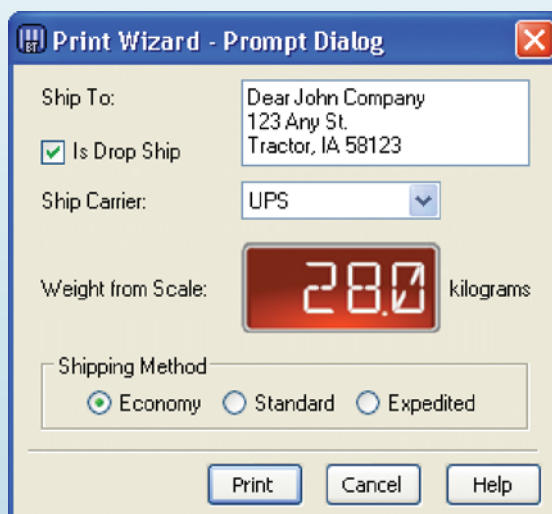 BT Print Wizard - Prompt Dialog
Ship To:
Dear John Company
123 Any St.
Tractor, IA 58123
Is Drop Ship
Ship Carrier:
UPS
Weight from Scale:
28.0
kilograms
Shipping Method
Economy
Standard
Expedited
Print
Cancel
Help